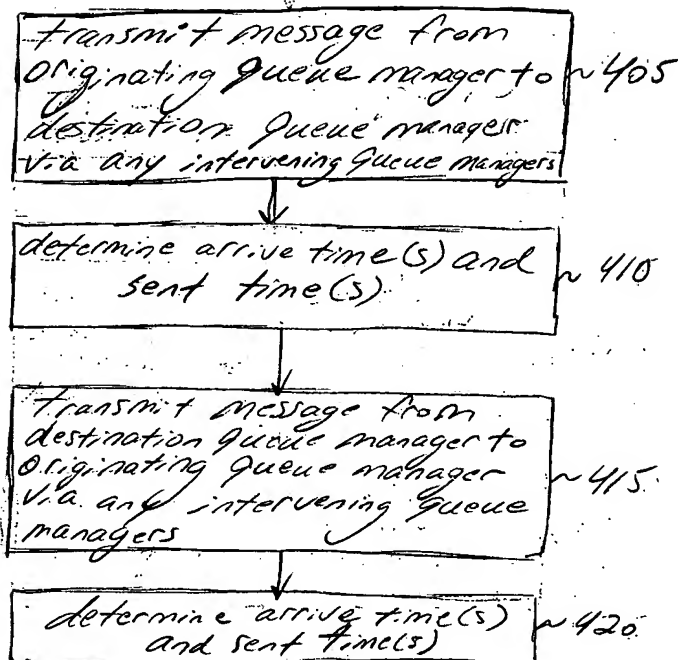 transmit message from
originating queue manager to ~405
destination queue manager
via any intervening queue managers
determine arrive time(s) and
sent time(s) ~410
transmit message from
destination queue manager to
originating queue manager
via any intervening queue ~415
managers
determine arrive time(s)
and sent time(s) ~420